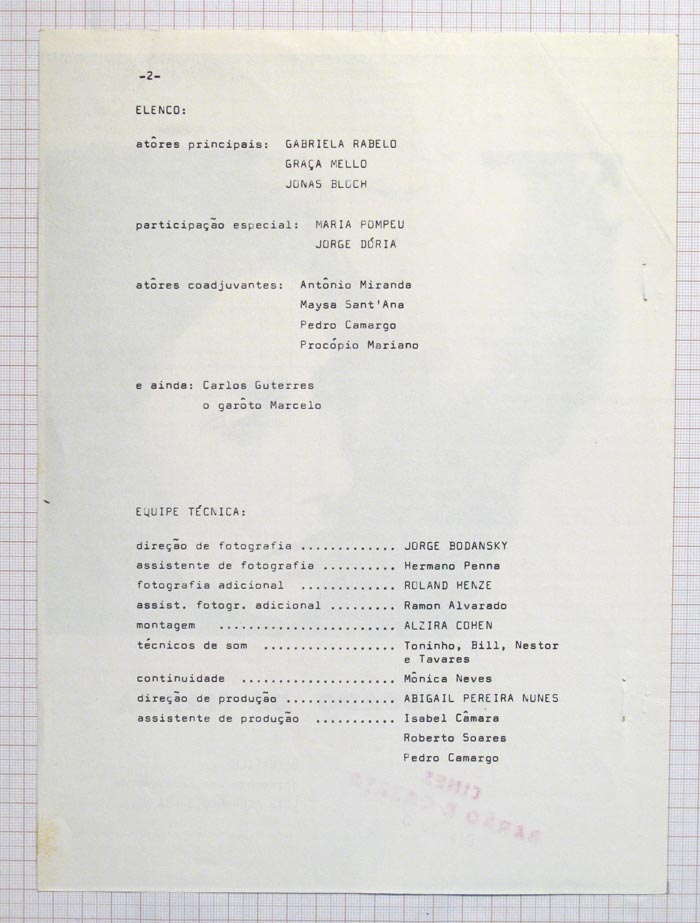 -2-
ELENCO:
atôres principais: GABRIELA RABELO
GRAÇA MELLO
JONAS BLOCH
participação especial: MARIA POMPEU
JORGE DÓRIA
atôres coadjuvantes: Antônio Miranda
Maysa Sant'Ana
Pedro Camargo
Procópio Mariano
e ainda: Carlos Guterres
o garôto Marcelo
EQUIPE TÉCNICA:
direção de fotografia ............. JORGE BODANSKY
assistente de fotografia .......... Hermano Penna
fotografia adicional ............. ROLAND HENZE
assist. fotogr. adicional ......... Ramon Alvarado
montagem ........................ ALZIRA COHEN
técnicos de som .................. Toninho, Bill, Nestor
e Tavares
continuidade ..................... Mônica Neves
direção de produção ............... ABIGAIL PEREIRA NUNES
assistente de produção ........... Isabel Câmara
Roberto Soares
Pedro Camargo
CINES